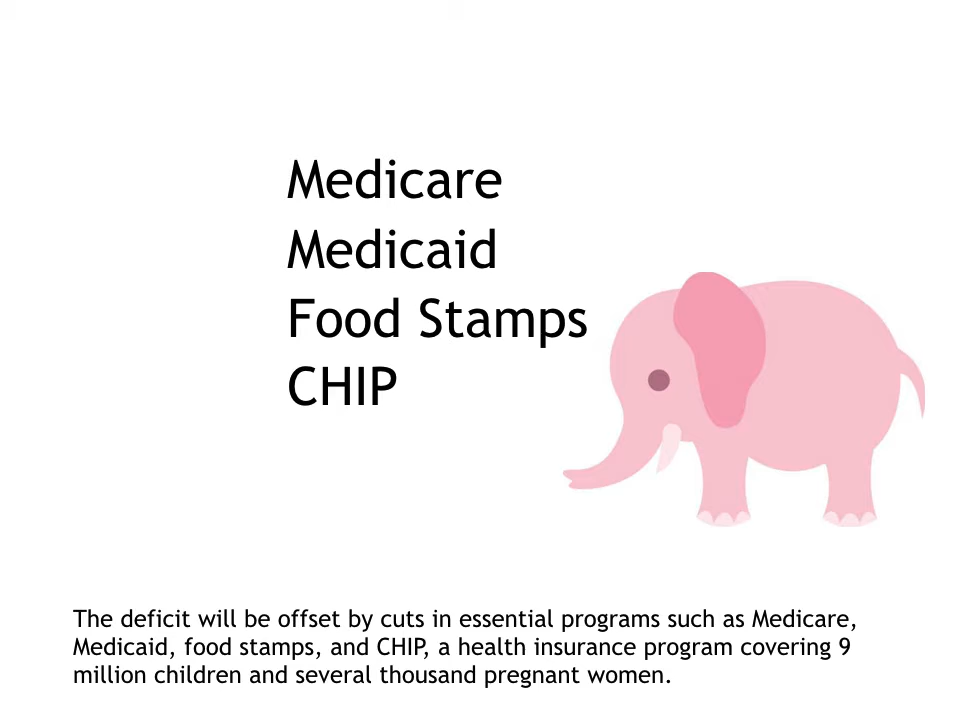 Medicare
Medicaid
Food Stamps
CHIP
The deficit will be offset by cuts in essential programs such as Medicare,
Medicaid, food stamps, and CHIP, a health insurance program covering 9
million children and several thousand pregnant women.